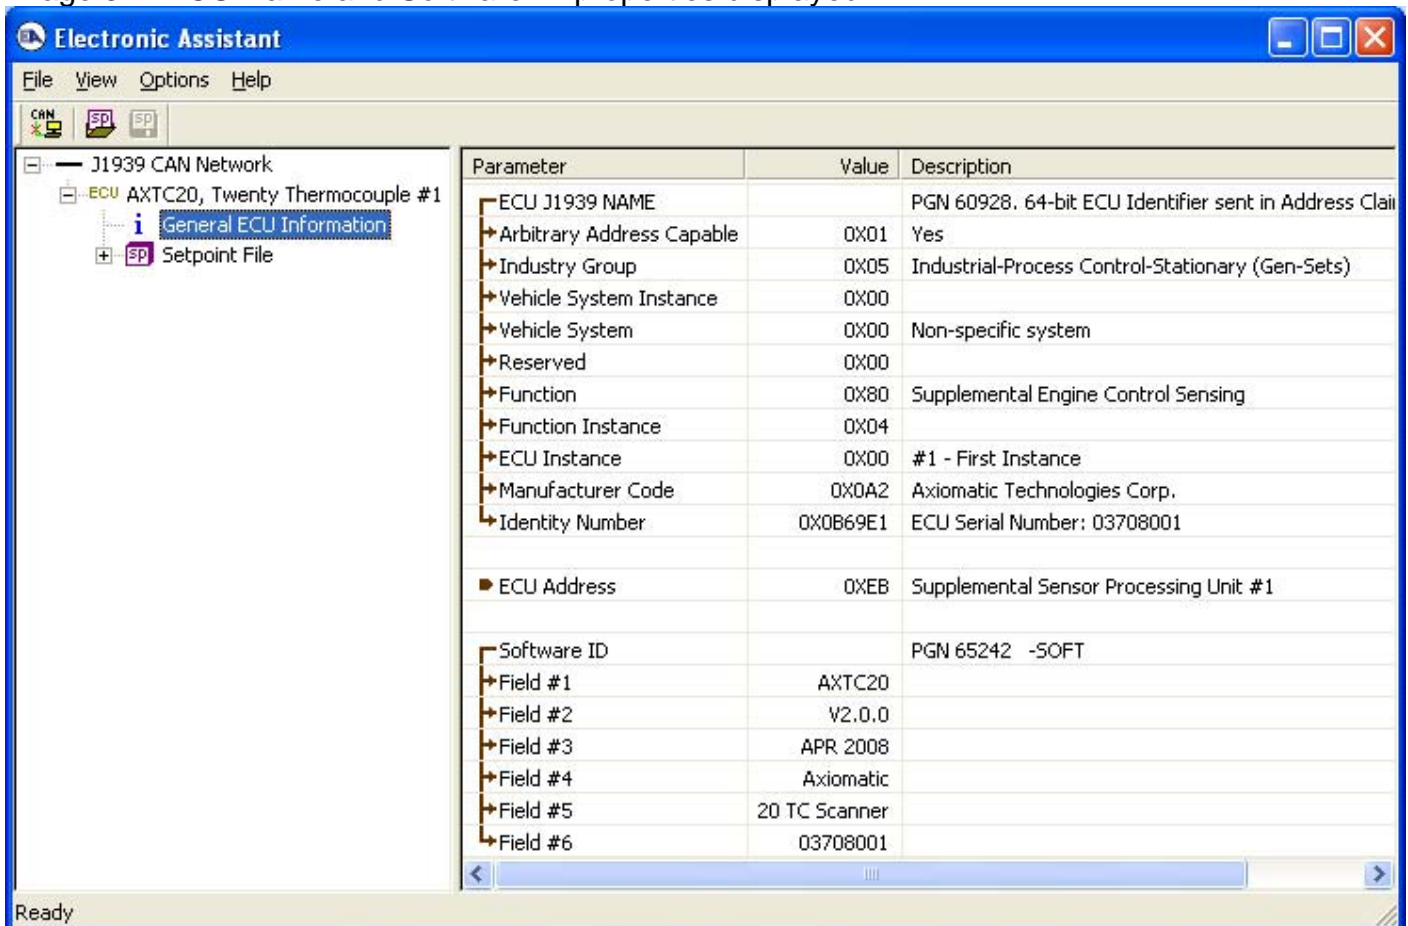 Electronic Assistant
File View Options Help
CAN SP SP
J1939 CAN Network
ECU AXTC20, Twenty Thermocouple #1
i General ECU Information
SP Setpoint File
Parameter Value Description
ECU J1939 NAME PGN 60928. 64-bit ECU Identifier sent in Address Clai
Arbitrary Address Capable 0X01 Yes
Industry Group 0X05 Industrial-Process Control-Stationary (Gen-Sets)
Vehicle System Instance 0X00
Vehicle System 0X00 Non-specific system
Reserved 0X00
Function 0X80 Supplemental Engine Control Sensing
Function Instance 0X04
ECU Instance 0X00 #1 - First Instance
Manufacturer Code 0X0A2 Axiomatic Technologies Corp.
Identity Number 0X0B69E1 ECU Serial Number: 03708001
ECU Address 0XEB Supplemental Sensor Processing Unit #1
Software ID PGN 65242 -SOFT
Field #1 AXTC20
Field #2 V2.0.0
Field #3 APR 2008
Field #4 Axiomatic
Field #5 20 TC Scanner
Field #6 03708001
Ready